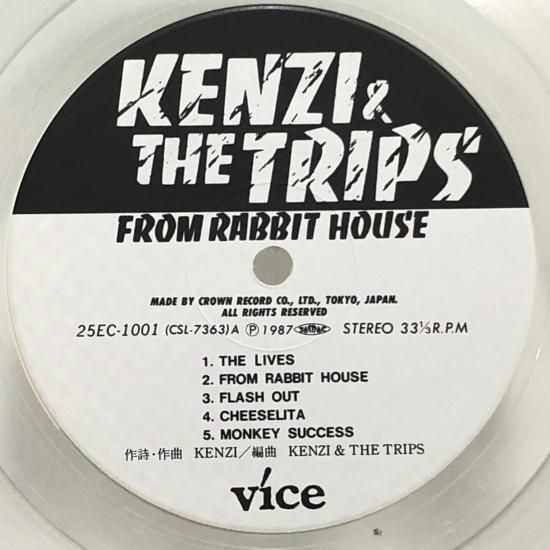 KENZI &
THE TRIPS
FROM RABBIT HOUSE
MADE BY CROWN RECORD CO., LTD., TOKYO, JAPAN.
ALL RIGHTS RESERVED
25EC-1001 (CSL-7363)A Ⓟ1987 STEREO 33⅓R.P.M
1. THE LIVES
2. FROM RABBIT HOUSE
3. FLASH OUT
4. CHEESELITA
5. MONKEY SUCCESS
作詩・作曲 KENZI／編曲 KENZI & THE TRIPS
vice